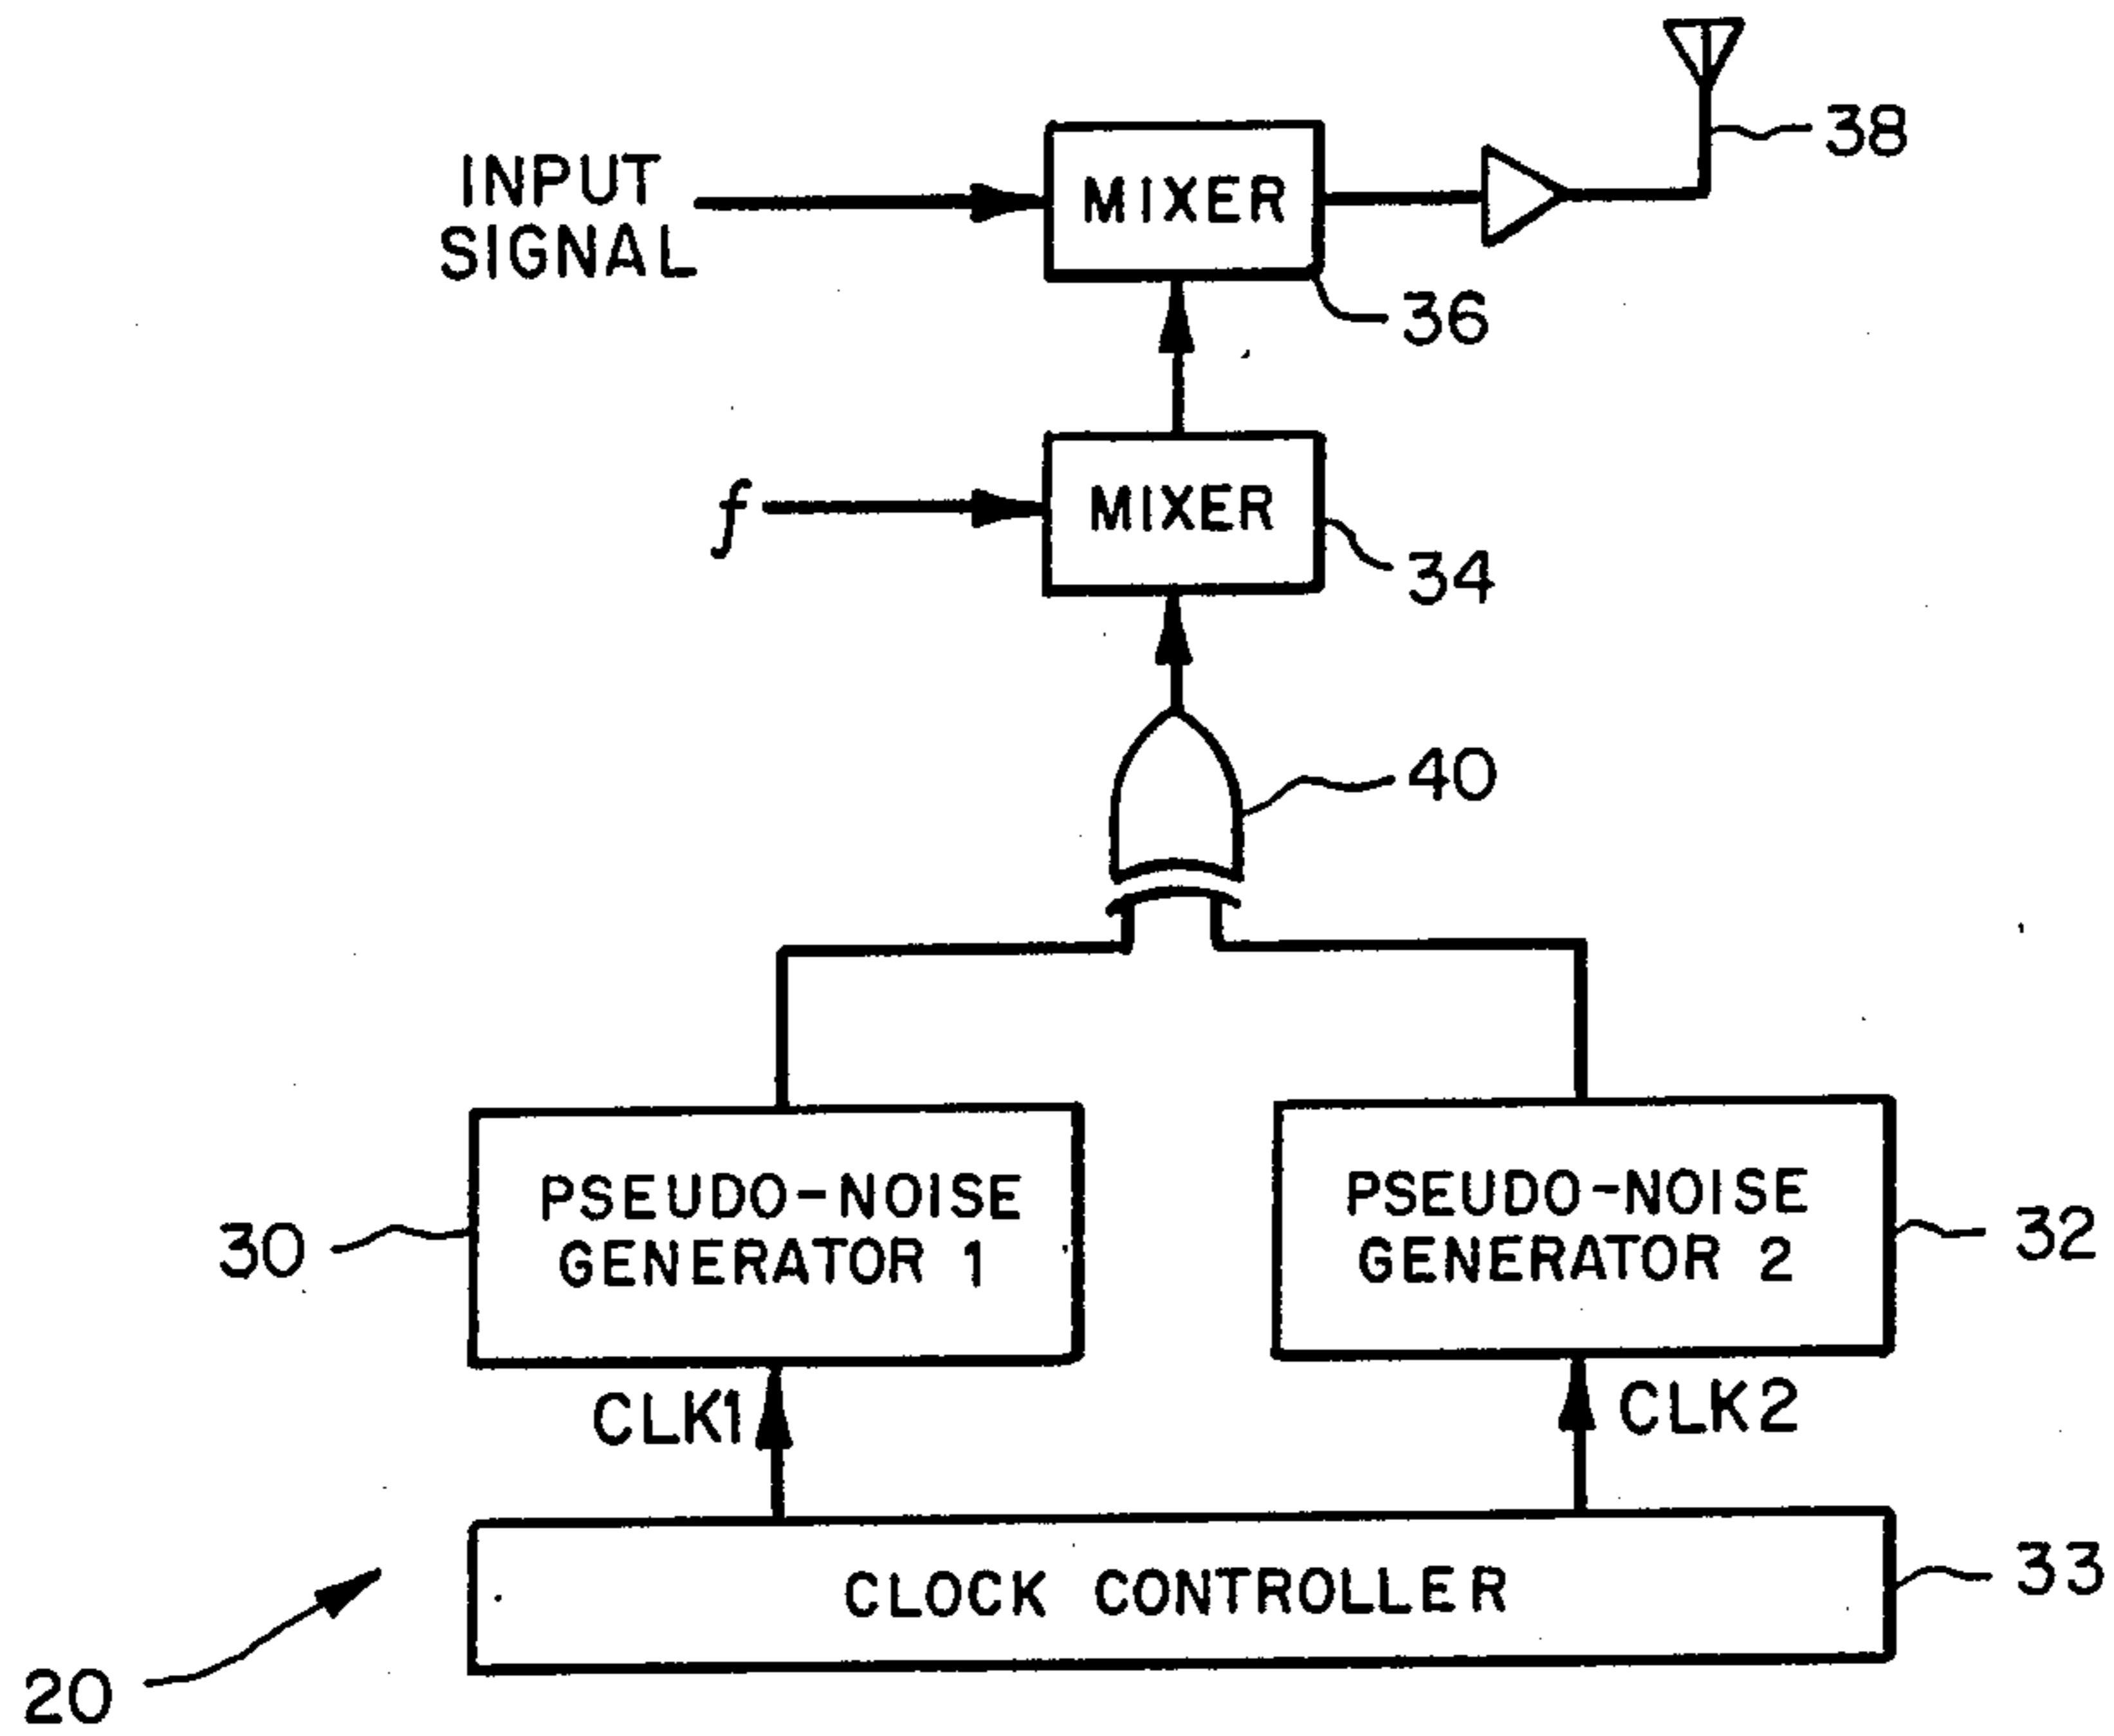 38
INPUT
SIGNAL
MIXER
36
f
MIXER
34
40
PSEUDO-NOISE
GENERATOR 1
30
PSEUDO-NOISE
GENERATOR 2
32
CLK1
CLK2
CLOCK CONTROLLER
33
20